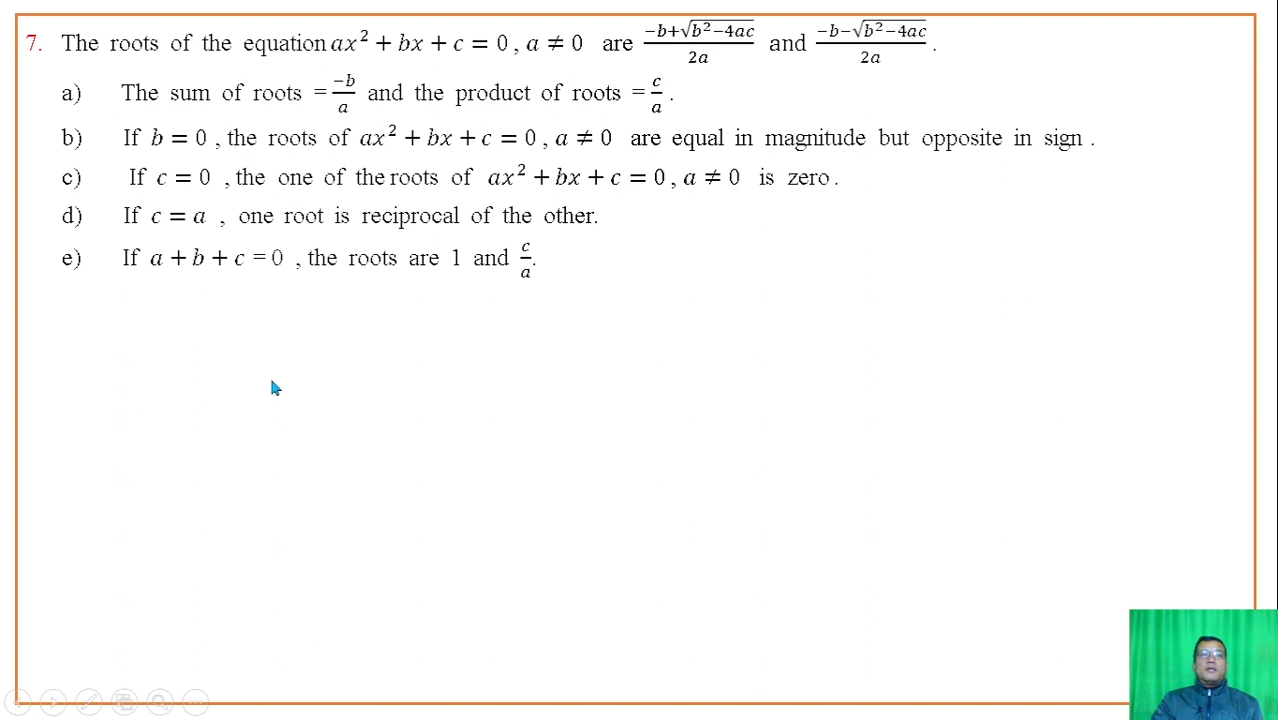 7. The roots of the equation ax² + bx + c = 0 , a ≠ 0 are (−b+√(b²−4ac))/2a and (−b−√(b²−4ac))/2a .
a) The sum of roots = −b/a and the product of roots = c/a .
b) If b = 0 , the roots of ax² + bx + c = 0 , a ≠ 0 are equal in magnitude but opposite in sign .
c) If c = 0 , the one of the roots of ax² + bx + c = 0 , a ≠ 0 is zero .
d) If c = a , one root is reciprocal of the other.
e) If a + b + c = 0 , the roots are 1 and c/a.